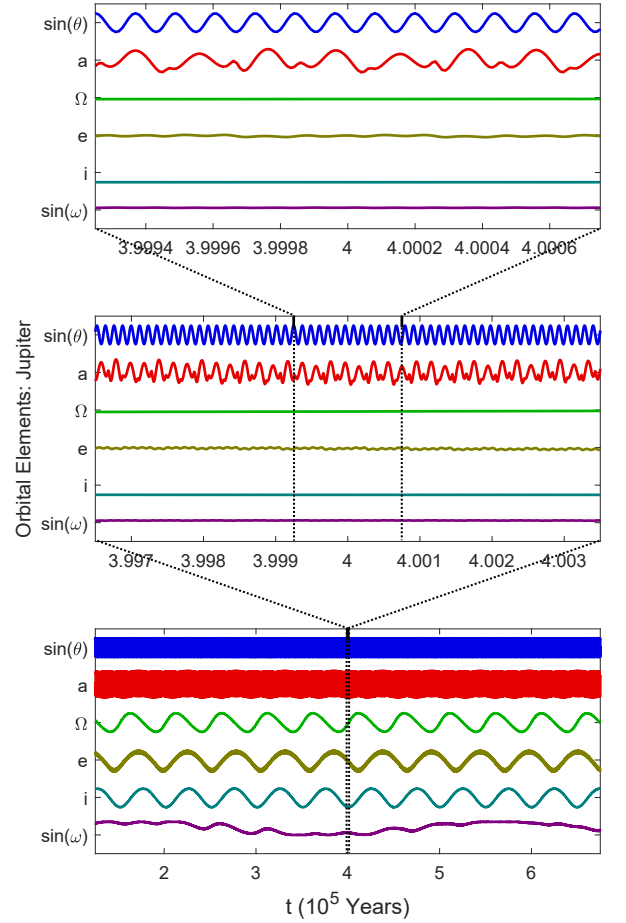 sin(θ)
a
Ω
e
i
sin(ω)
3.9994 3.9996 3.9998 4 4.0002 4.0004 4.0006
Orbital Elements: Jupiter
sin(θ)
a
Ω
e
i
sin(ω)
3.997 3.998 3.999 4 4.001 4.002 4.003
sin(θ)
a
Ω
e
i
sin(ω)
2 3 4 5 6
t (10⁵ Years)